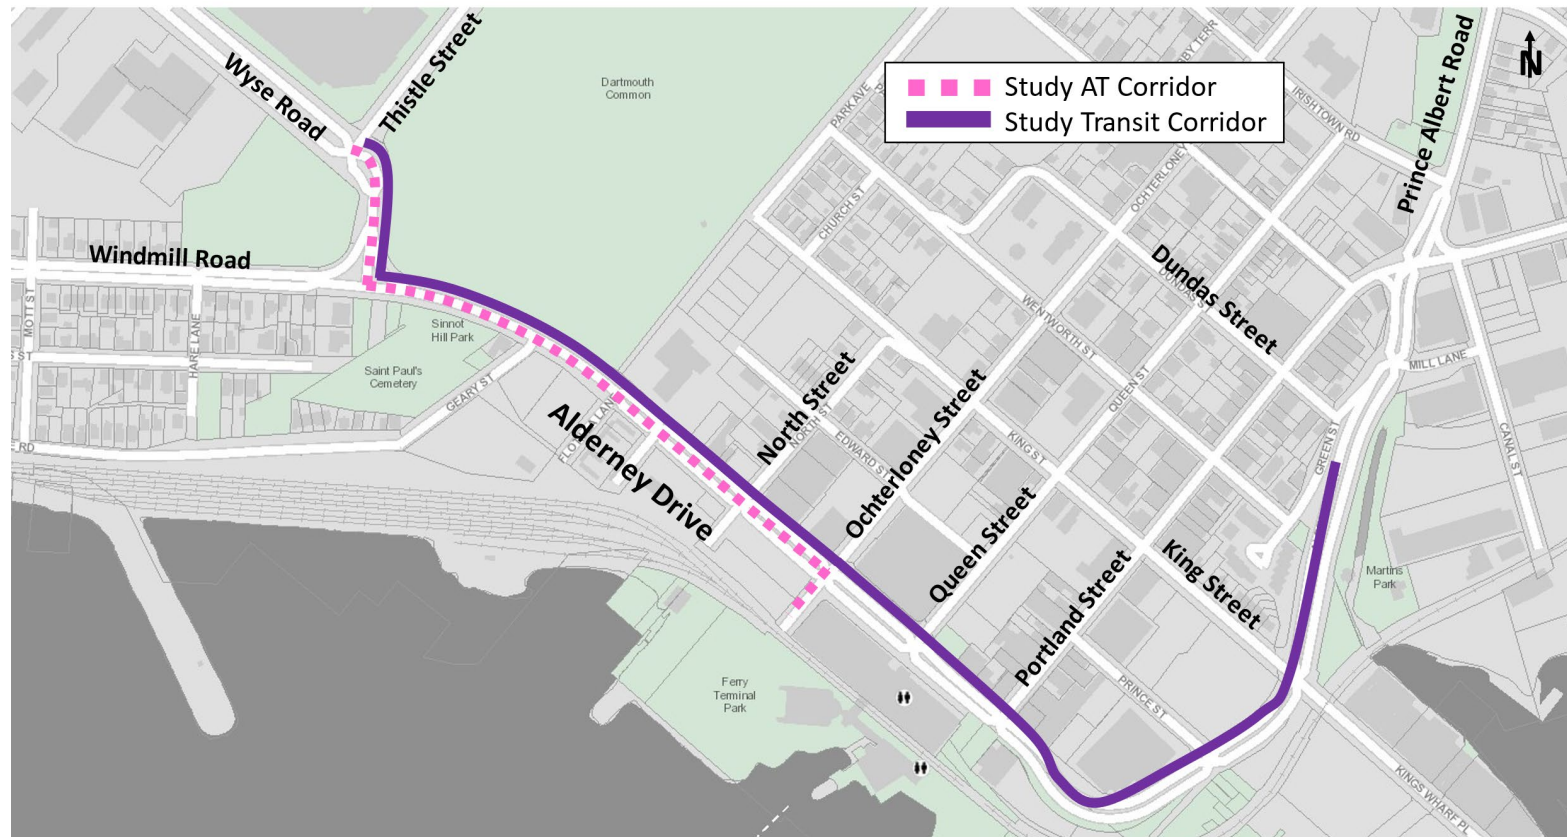 Study AT Corridor
Study Transit Corridor
N
Wyse Road
Thistle Street
Dartmouth
Common
PARK AVE
IRISHTOWN RD
Prince Albert Road
OCHTERLONEY
CHURCH ST
Windmill Road
MOTT ST
HARE LANE
Sinnot
Hill Park
Saint Paul's
Cemetery
GEARY ST
WENTWORTH ST
Dundas Street
DUNDAS S
MILL LANE
QUEEN ST
Alderney Drive
North Street
NORTH ST
EDWARD ST
Ochterloney Street
KING ST
GREEN ST
CANAL ST
RD
Queen Street
Portland Street
King Street
Martins
Park
Ferry
Terminal
Park
PRINCE ST
KINGS WHARF PL